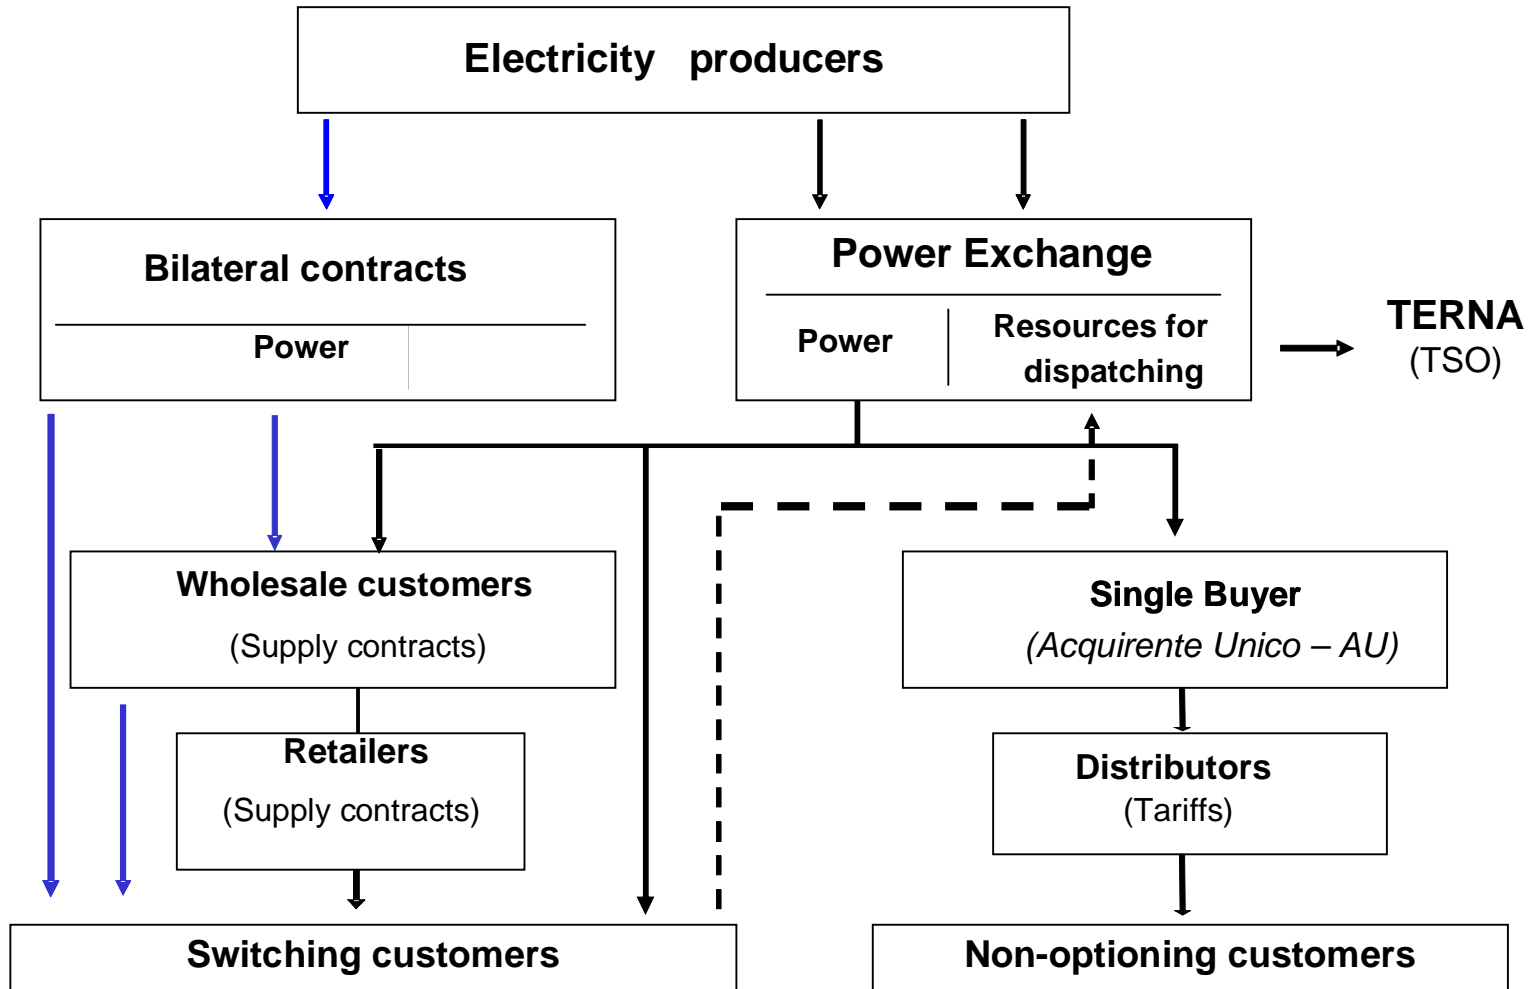 Electricity producers
Bilateral contracts
Power
Power Exchange
Power
Resources for
dispatching
TERNA
(TSO)
Wholesale customers
(Supply contracts)
Single Buyer
(Acquirente Unico – AU)
Retailers
(Supply contracts)
Distributors
(Tariffs)
Switching customers
Non-optioning customers